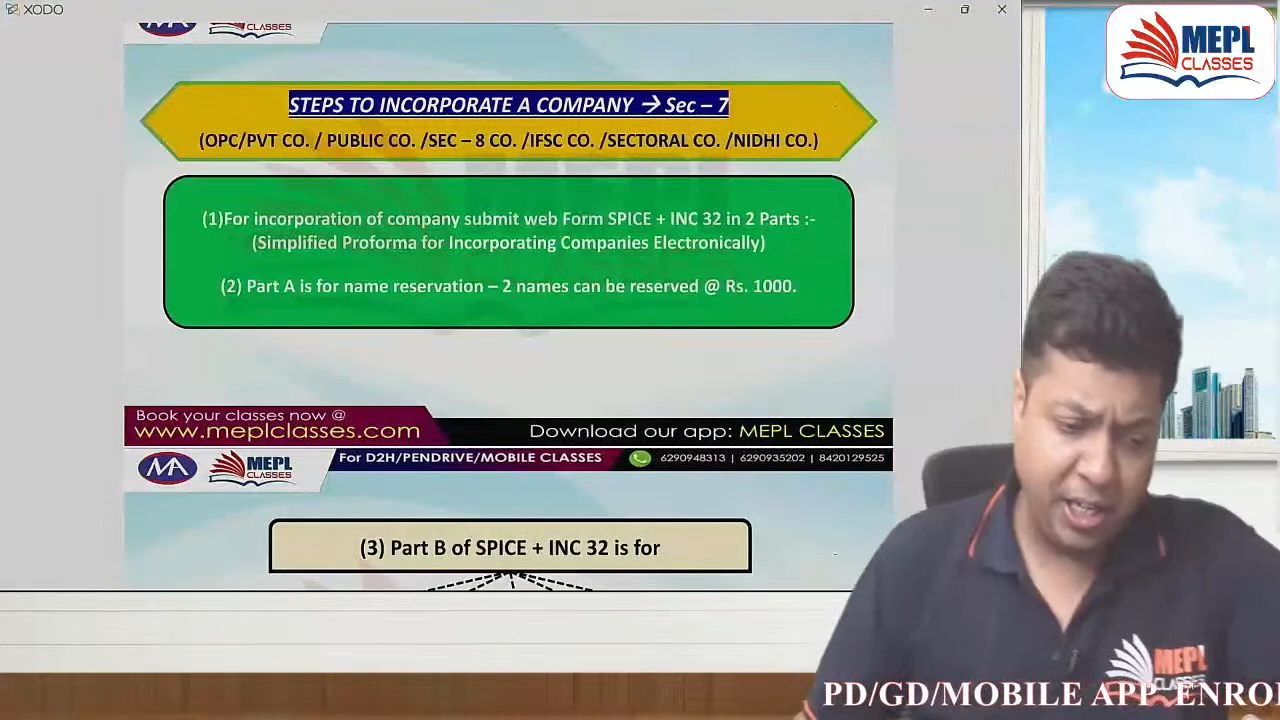 XODO
MEPL
CLASSES
CLASSES
STEPS TO INCORPORATE A COMPANY → Sec – 7
(OPC/PVT CO. / PUBLIC CO. /SEC – 8 CO. /IFSC CO. /SECTORAL CO. /NIDHI CO.)
(1)For incorporation of company submit web Form SPICE + INC 32 in 2 Parts :-
(Simplified Proforma for Incorporating Companies Electronically)
(2) Part A is for name reservation – 2 names can be reserved @ Rs. 1000.
Book your classes now @
www.meplclasses.com
Download our app: MEPL CLASSES
MA
MEPL
CLASSES
For D2H/PENDRIVE/MOBILE CLASSES
6290948313 | 6290935202 | 8420129525
(3) Part B of SPICE + INC 32 is for
MEPL
PD/GD/MOBILE APP ENROL